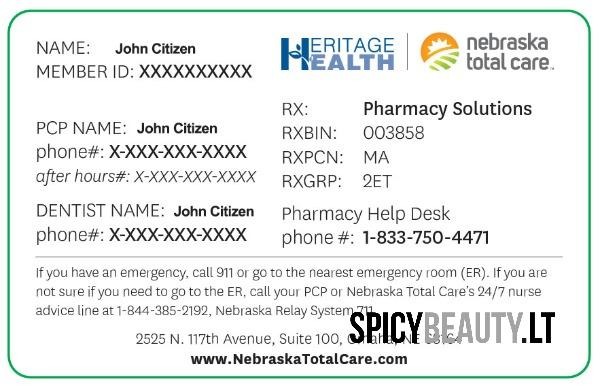 NAME: John Citizen
MEMBER ID: XXXXXXXXXX
HERITAGE HEALTH
nebraska total care™
PCP NAME: John Citizen
phone#: X-XXX-XXX-XXXX
after hours#: X-XXX-XXX-XXXX
DENTIST NAME: John Citizen
phone#: X-XXX-XXX-XXXX
RX: Pharmacy Solutions
RXBIN: 003858
RXPCN: MA
RXGRP: 2ET
Pharmacy Help Desk
phone #: 1-833-750-4471
If you have an emergency, call 911 or go to the nearest emergency room (ER). If you are
not sure if you need to go to the ER, call your PCP or Nebraska Total Care's 24/7 nurse
advice line at 1-844-385-2192, Nebraska Relay System 711.
SPICYBEAUTY.LT
2525 N. 117th Avenue, Suite 100, Omaha, NE
www.NebraskaTotalCare.com